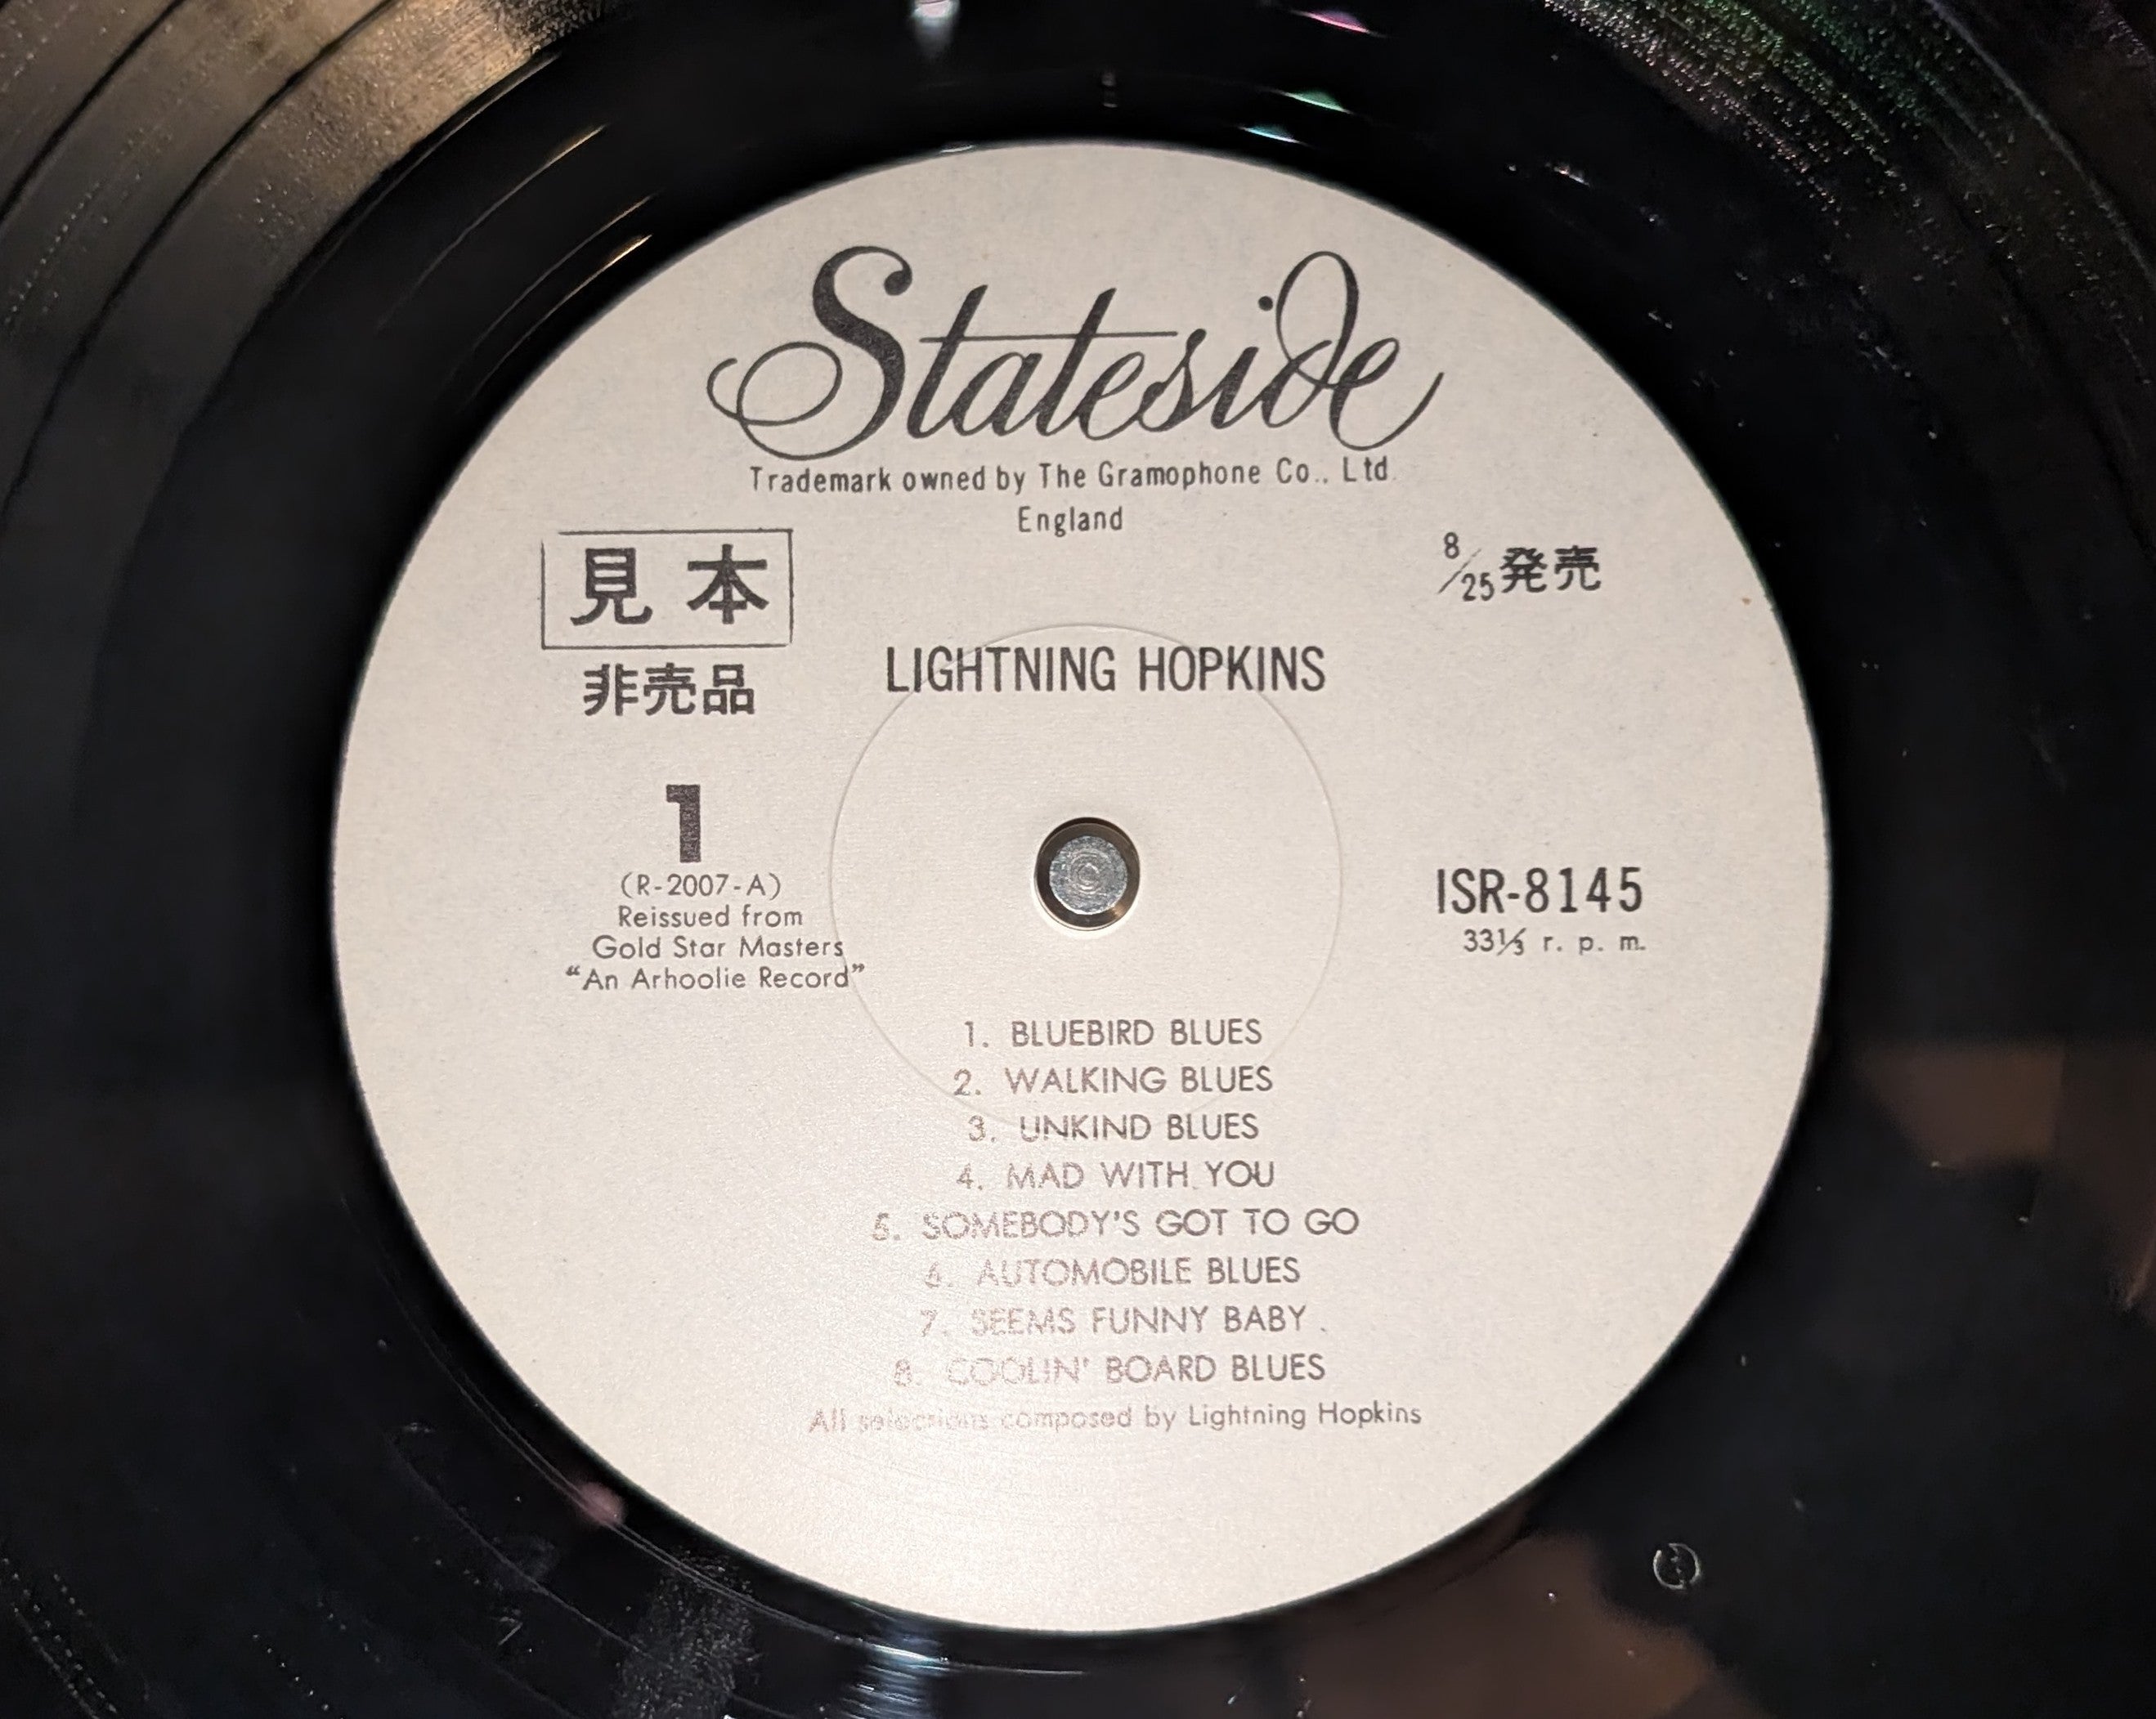 Stateside
Trademark owned by The Gramophone Co., Ltd.
England
見本
非売品
8/25発売
LIGHTNING HOPKINS
1
(R-2007-A)
Reissued from
Gold Star Masters
“An Arhoolie Record”
ISR-8145
33⅓ r. p. m.
1. BLUEBIRD BLUES
2. WALKING BLUES
3. UNKIND BLUES
4. MAD WITH YOU
5. SOMEBODY'S GOT TO GO
6. AUTOMOBILE BLUES
7. SEEMS FUNNY BABY
8. COOLIN' BOARD BLUES
All selections composed by Lightning Hopkins